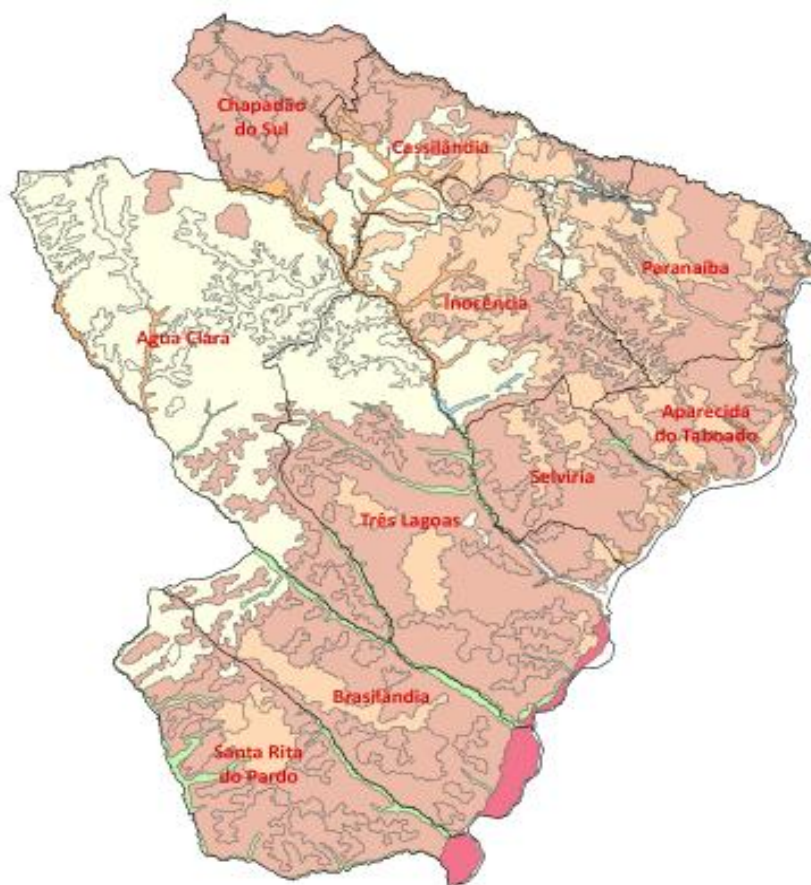 Chapadão
do Sul
Cassilândia
Paranaíba
Inocência
Água Clara
Aparecida
do Taboado
Selvíria
Três Lagoas
Brasilândia
Santa Rita
do Pardo